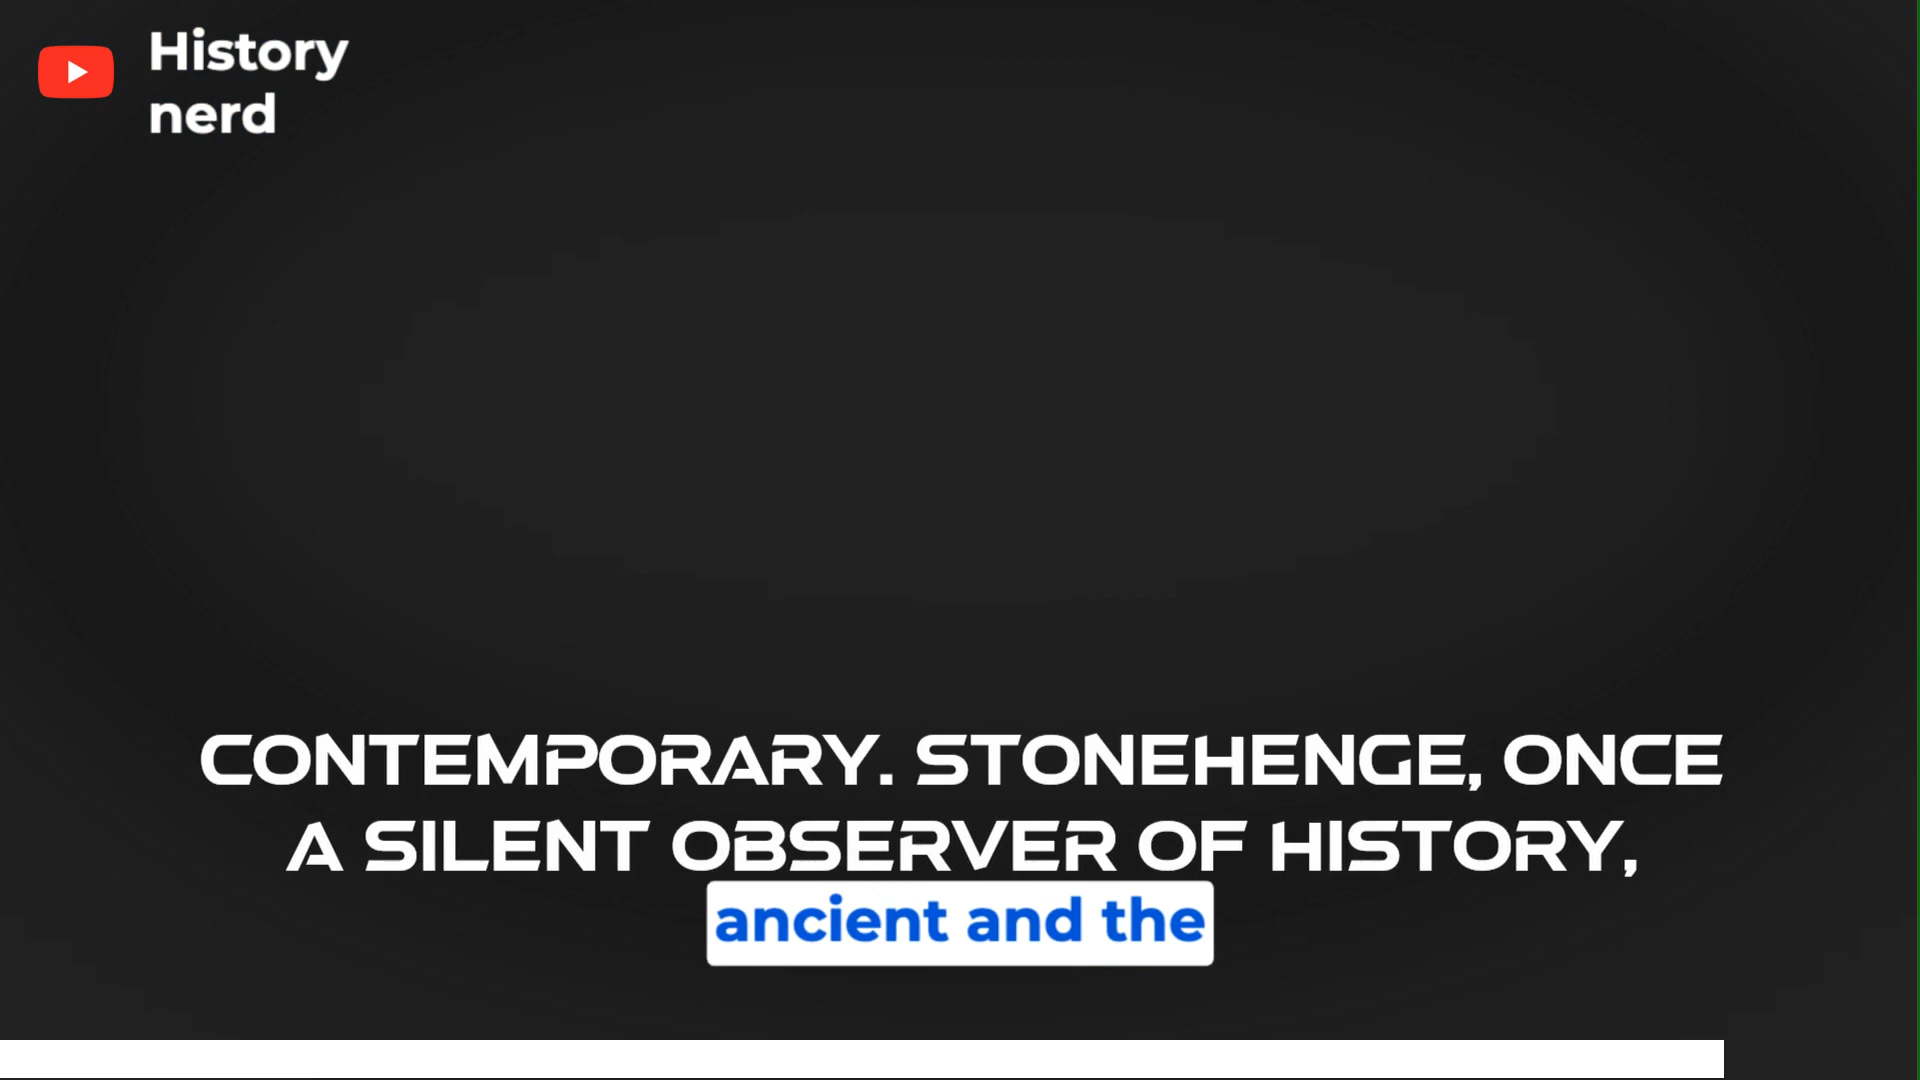 History
nerd
CONTEMPORARY. STONEHENGE, ONCE
A SILENT OBSERVER OF HISTORY,
ancient and the